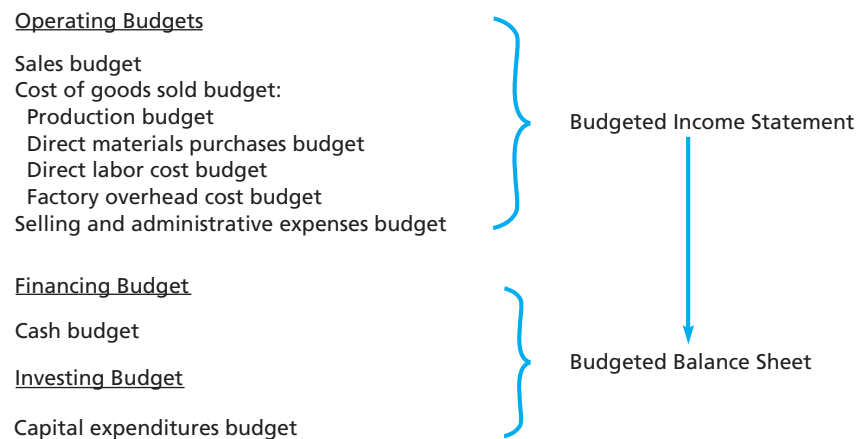 Operating Budgets
Sales budget
Cost of goods sold budget:
Production budget
Direct materials purchases budget
Direct labor cost budget
Factory overhead cost budget
Selling and administrative expenses budget
Budgeted Income Statement
Financing Budget
Cash budget
Investing Budget
Capital expenditures budget
Budgeted Balance Sheet